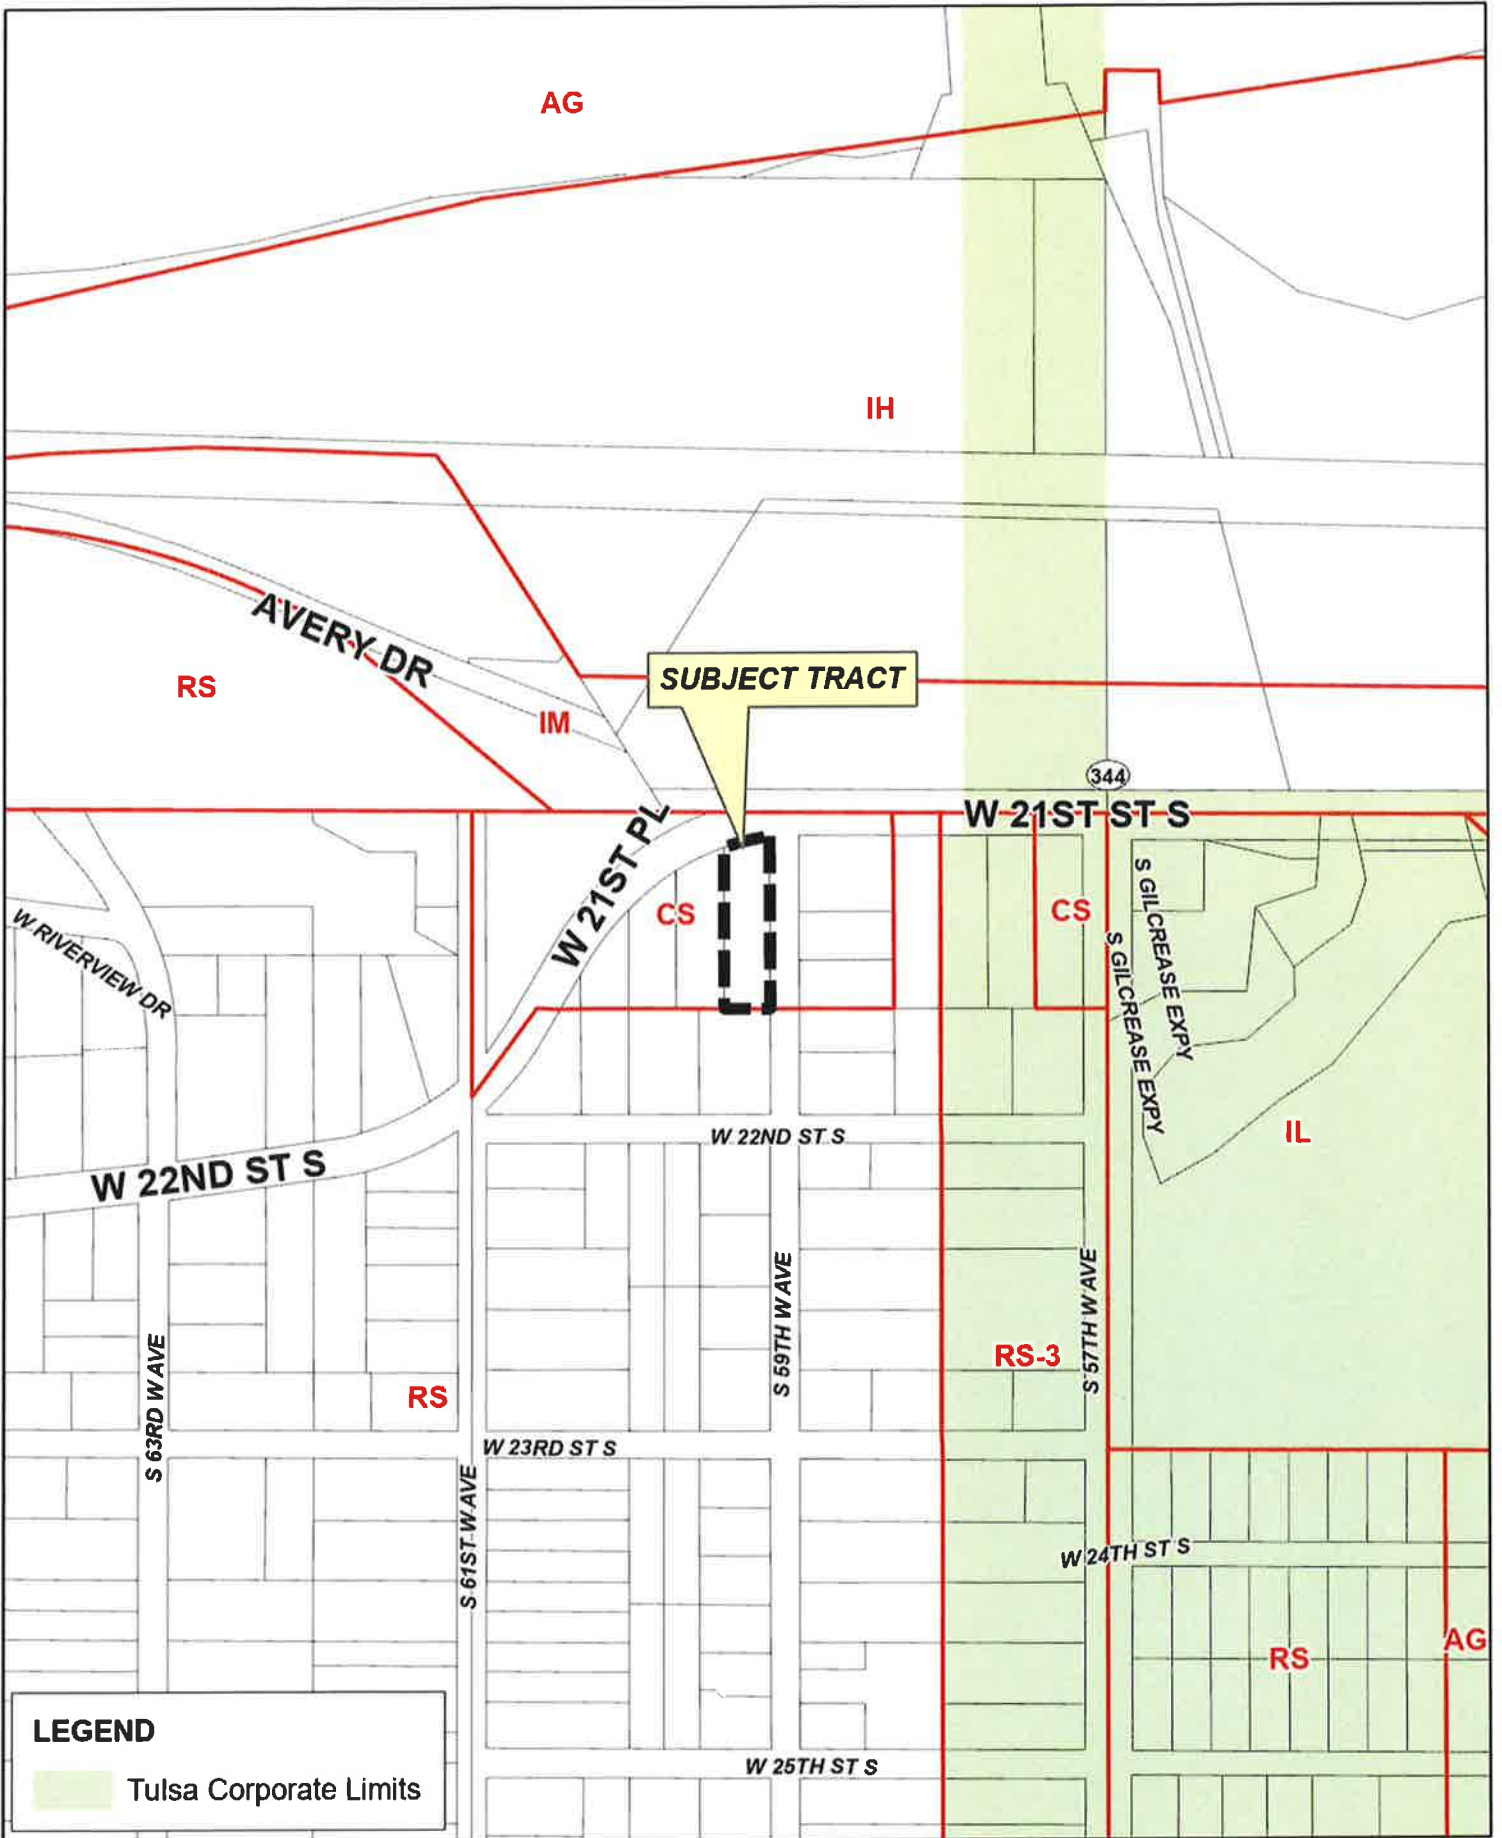 AG
IH
AVERY DR
RS
SUBJECT TRACT
IM
344
W 21ST ST S
W 21ST PL
CS
CS
S GILCREASE EXPY
S GILCREASE EXPY
W RIVERVIEW DR
IL
W 22ND ST S
W 22ND ST S
S 59TH W AVE
S 57TH W AVE
RS-3
S 63RD W AVE
RS
W 23RD ST S
S 61ST W AVE
W 24TH ST S
AG
RS
W 25TH ST S
LEGEND
Tulsa Corporate Limits